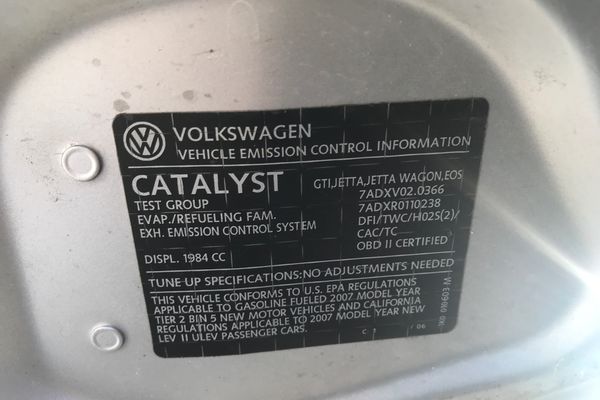 VOLKSWAGEN
VEHICLE EMISSION CONTROL INFORMATION
CATALYST GTI,JETTA,JETTA WAGON,EOS
TEST GROUP 7ADXV02.0366
EVAP./REFUELING FAM. 7ADXR0110238
EXH. EMISSION CONTROL SYSTEM DFI/TWC/HO2S(2)/
CAC/TC
OBD II CERTIFIED
DISPL. 1984 CC
TUNE UP SPECIFICATIONS:NO ADJUSTMENTS NEEDED
THIS VEHICLE CONFORMS TO U.S. EPA REGULATIONS
APPLICABLE TO GASOLINE FUELED 2007 MODEL YEAR
TIER 2 BIN 5 NEW MOTOR VEHICLES AND CALIFORNIA
REGULATIONS APPLICABLE TO 2007 MODEL YEAR NEW
LEV II ULEV PASSENGER CARS.
/ 06